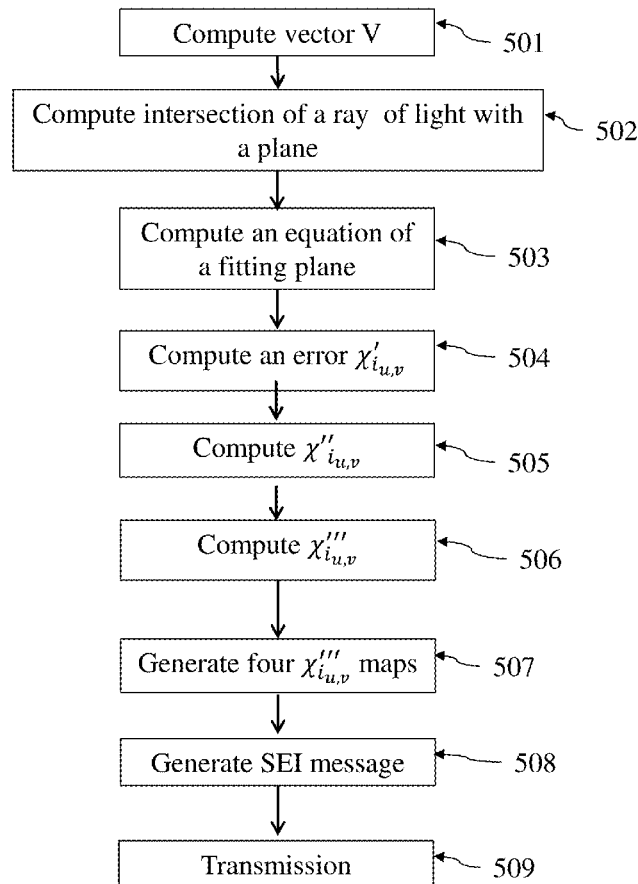 Compute vector V
501
Compute intersection of a ray of light with
a plane
502
Compute an equation of
a fitting plane
503
Compute an error χ′iu,v
504
Compute χ′′iu,v
505
Compute χ′′′iu,v
506
Generate four χ′′′iu,v maps
507
Generate SEI message
508
Transmission
509